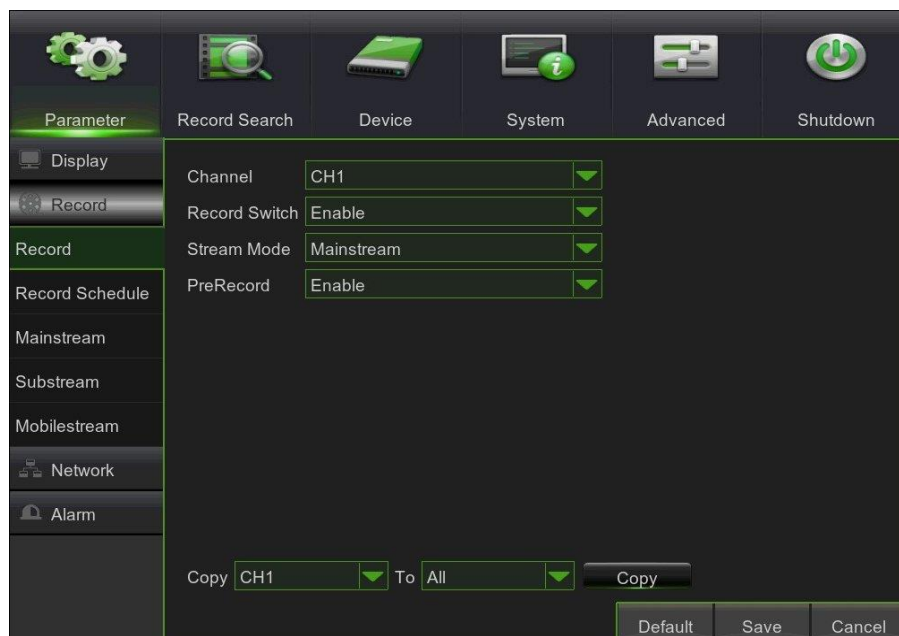 Parameter
Record Search
Device
System
Advanced
Shutdown
Display
Record
Record
Record Schedule
Mainstream
Substream
Mobilestream
Network
Alarm
Channel CH1
Record Switch Enable
Stream Mode Mainstream
PreRecord Enable
Copy CH1 To All Copy
Default Save Cancel